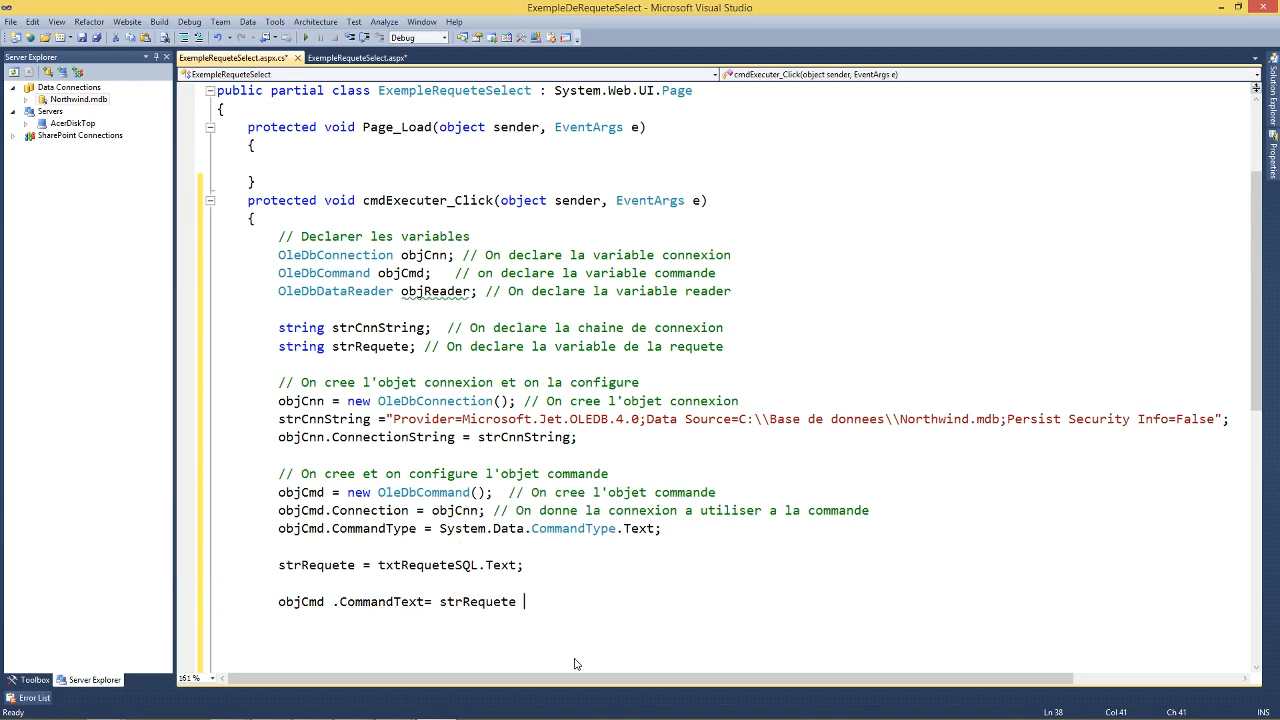 ExempleDeRequeteSelect - Microsoft Visual Studio
File Edit View Refactor Website Build Debug Team Data Tools Architecture Test Analyze Window Help
Debug
Server Explorer
ExempleRequeteSelect.aspx.cs* ExempleRequeteSelect.aspx*
ExempleRequeteSelect cmdExecuter_Click(object sender, EventArgs e)
Data Connections
Northwind.mdb
Servers
AcerDiskTop
SharePoint Connections
public partial class ExempleRequeteSelect : System.Web.UI.Page
{
protected void Page_Load(object sender, EventArgs e)
{
}
protected void cmdExecuter_Click(object sender, EventArgs e)
{
// Declarer les variables
OleDbConnection objCnn; // On declare la variable connexion
OleDbCommand objCmd; // on declare la variable commande
OleDbDataReader objReader; // On declare la variable reader
string strCnnString; // On declare la chaine de connexion
string strRequete; // On declare la variable de la requete
// On cree l'objet connexion et on la configure
objCnn = new OleDbConnection(); // On cree l'objet connexion
strCnnString ="Provider=Microsoft.Jet.OLEDB.4.0;Data Source=C:\\Base de donnees\\Northwind.mdb;Persist Security Info=False";
objCnn.ConnectionString = strCnnString;
// On cree et on configure l'objet commande
objCmd = new OleDbCommand(); // On cree l'objet commande
objCmd.Connection = objCnn; // On donne la connexion a utiliser a la commande
objCmd.CommandType = System.Data.CommandType.Text;
strRequete = txtRequeteSQL.Text;
objCmd .CommandText= strRequete
Solution Explorer
Properties
161 %
Toolbox Server Explorer
Error List
Ready Ln 38 Col 41 Ch 41 INS